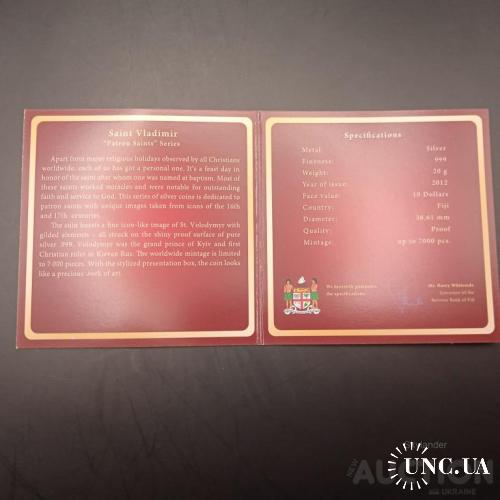 Saint Vladimir
"Patron Saints" Series
Apart from major religious holidays observed by all Christians
worldwide, each of us has got a personal one. It's a feast day in
honor of the saint after whom one was named at baptism. Most of
these saints worked miracles and were notable for outstanding
faith and service to God. This series of silver coins is dedicated to
patron saints with unique images taken from icons of the 16th
and 17th centuries.
The coin boasts a fine icon-like image of St. Volodymyr with
gilded elements – all struck on the shiny proof surface of pure
silver .999. Volodymyr was the grand prince of Kyiv and first
Christian ruler in Kievan Rus. The worldwide mintage is limited
to 7 000 pieces. With the stylized presentation box, the coin looks
like a precious work of art.
Specifications
Metal: Silver
Fineness: 999
Weight: 20 g
Year of issue: 2012
Face value: 10 Dollars
Country: Fiji
Diameter: 38,61 mm
Quality: Proof
Mintage: up to 7000 pcs.
We herewith guarantee
the specifications.
Mr. Barry Whiteside
Governor of the
Reserve Bank of Fiji
UNC.UA
UKRAINE